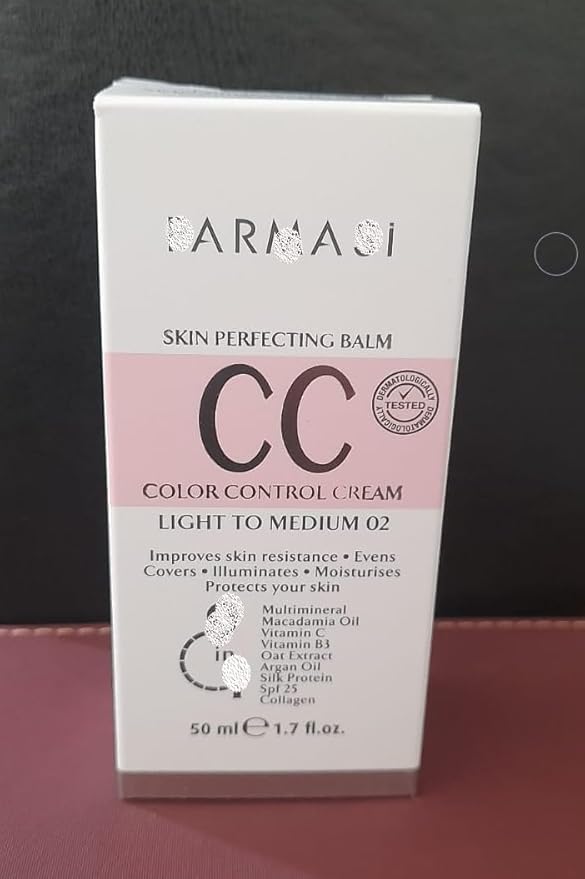 SKIN PERFECTING BALM
CC
DERMATOLOGICALLY
TESTED
DERMATOLOGICALLY
COLOR CONTROL CREAM
LIGHT TO MEDIUM 02
Improves skin resistance • Evens
Covers • Illuminates • Moisturises
Protects your skin
in
Multimineral
Macadamia Oil
Vitamin C
Vitamin B3
Oat Extract
Argan Oil
Silk Protein
Spf 25
Collagen
50 ml ℮ 1.7 fl.oz.